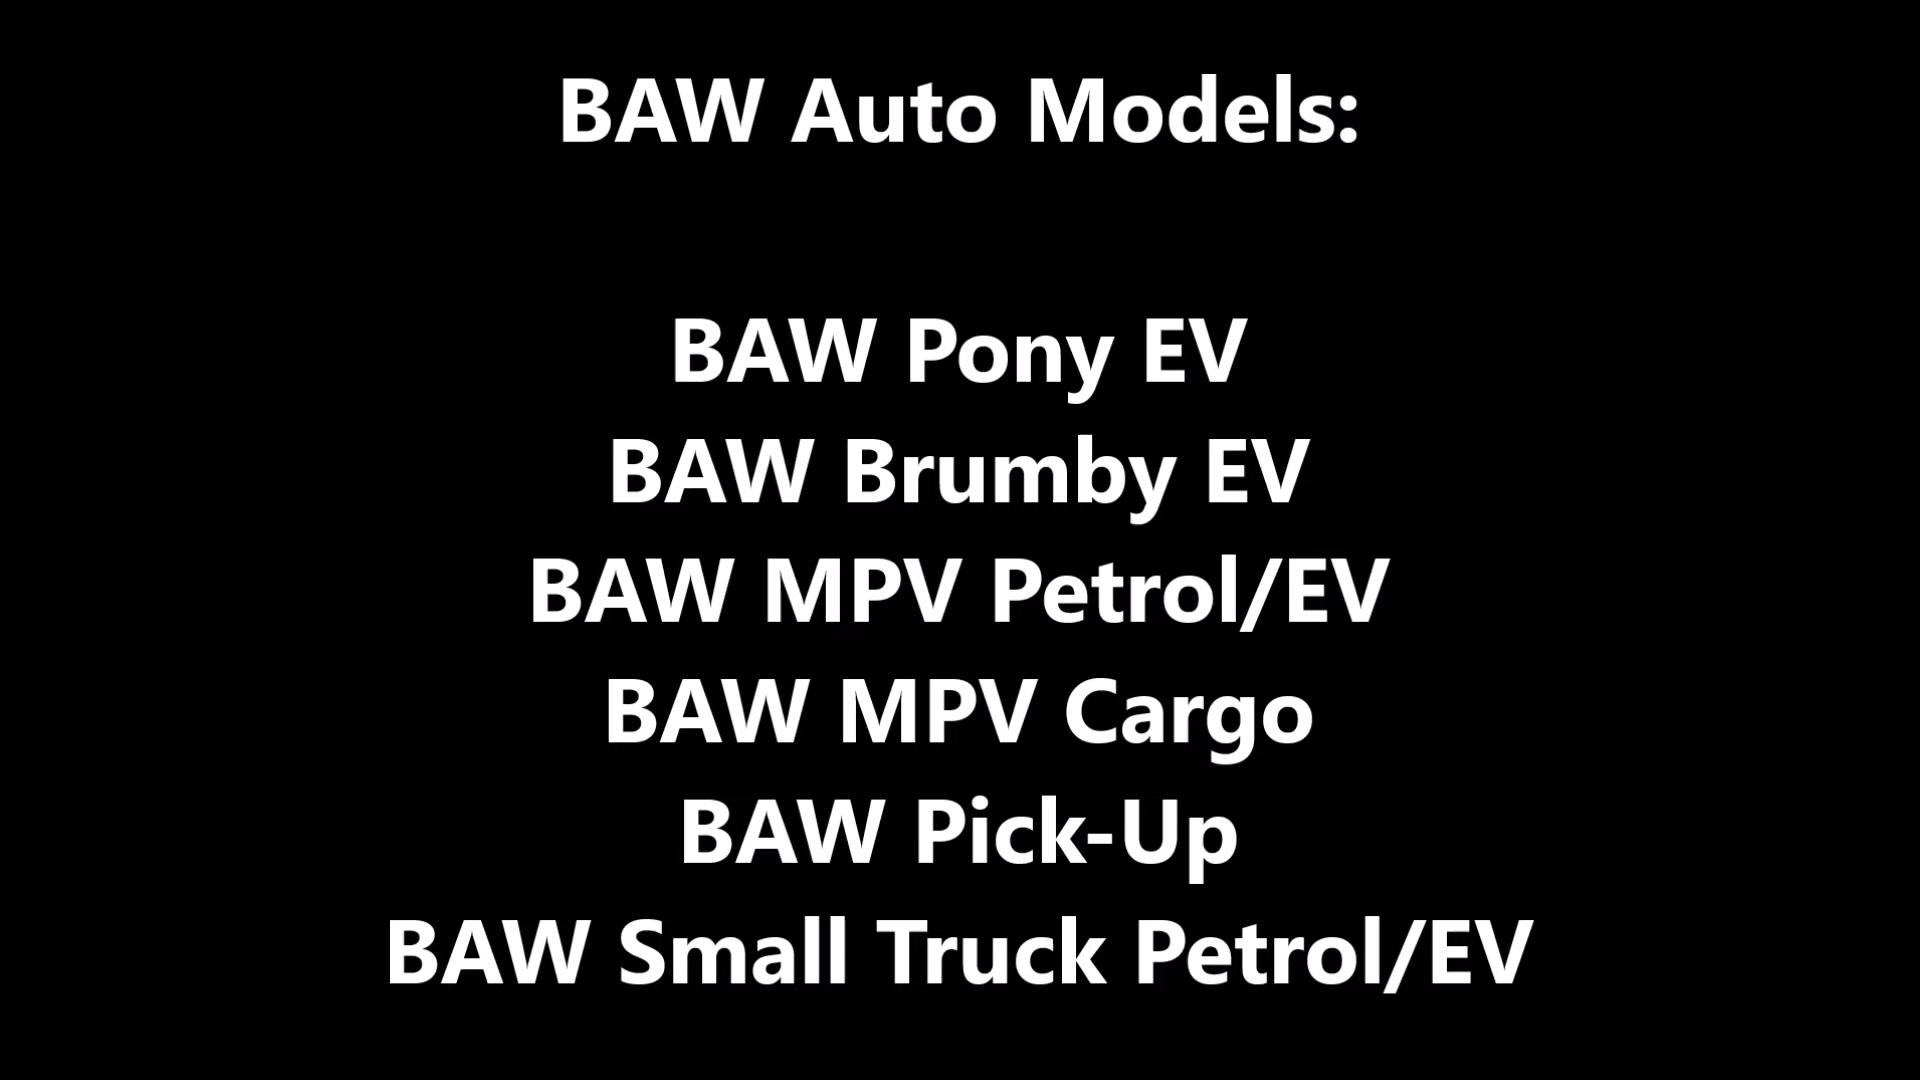 BAW Auto Models:
BAW Pony EV
BAW Brumby EV
BAW MPV Petrol/EV
BAW MPV Cargo
BAW Pick-Up
BAW Small Truck Petrol/EV